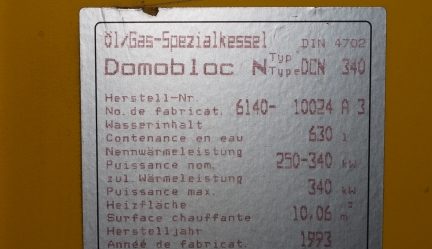 Öl/Gas-Spezialkessel DIN 4702
Domobloc N Typ Type DCN 340
Herstell-Nr.
No. de fabricat. 6140- 10024 A 3
Wasserinhalt
Contenance en eau 630 l
Nennwärmeleistung
Puissance nom. 250-340 kW
zul. Wärmeleistung
Puissance max. 340 kW
Heizfläche
Surface chauffante 10,06 m²
Herstelljahr
Année de fabricat. 1993